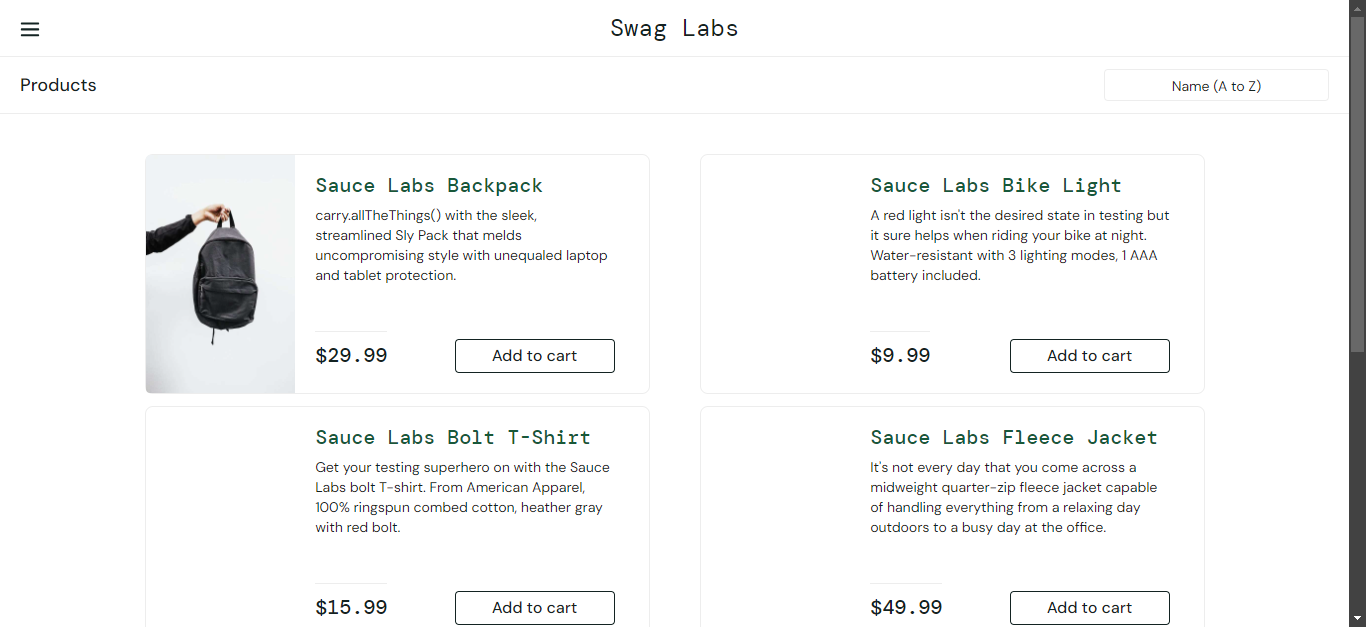 Swag Labs
Products
Name (A to Z)
Sauce Labs Backpack
carry.allTheThings() with the sleek,
streamlined Sly Pack that melds
uncompromising style with unequaled laptop
and tablet protection.
$29.99
Add to cart
Sauce Labs Bike Light
A red light isn't the desired state in testing but
it sure helps when riding your bike at night.
Water-resistant with 3 lighting modes, 1 AAA
battery included.
$9.99
Add to cart
Sauce Labs Bolt T-Shirt
Get your testing superhero on with the Sauce
Labs bolt T-shirt. From American Apparel,
100% ringspun combed cotton, heather gray
with red bolt.
$15.99
Add to cart
Sauce Labs Fleece Jacket
It's not every day that you come across a
midweight quarter-zip fleece jacket capable
of handling everything from a relaxing day
outdoors to a busy day at the office.
$49.99
Add to cart